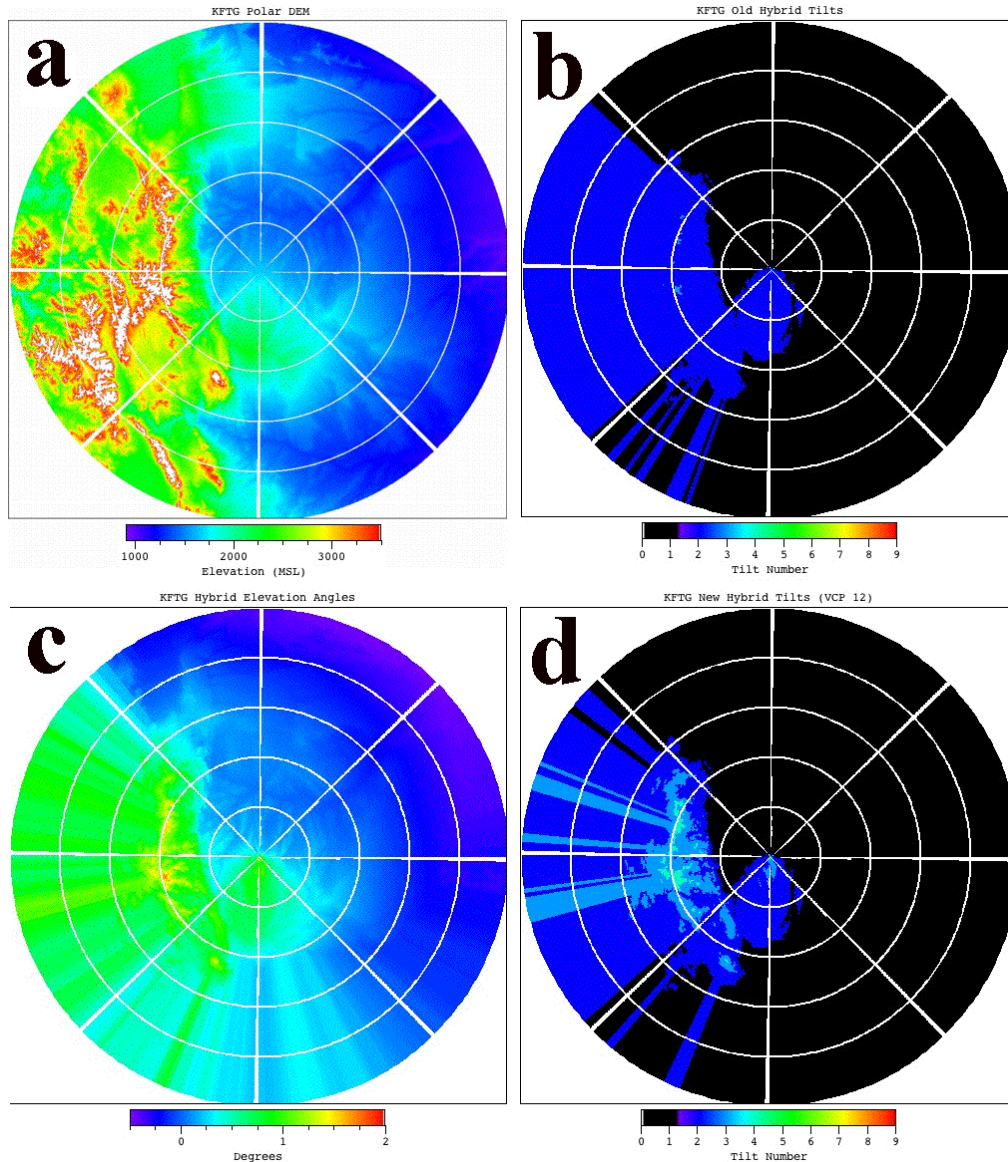 KFTG Polar DEM
a
1000 2000 3000
Elevation (MSL)
KFTG Old Hybrid Tilts
b
0 1 2 3 4 5 6 7 8 9
Tilt Number
KFTG Hybrid Elevation Angles
c
0 1 2
Degrees
KFTG New Hybrid Tilts (VCP 12)
d
0 1 2 3 4 5 6 7 8 9
Tilt Number